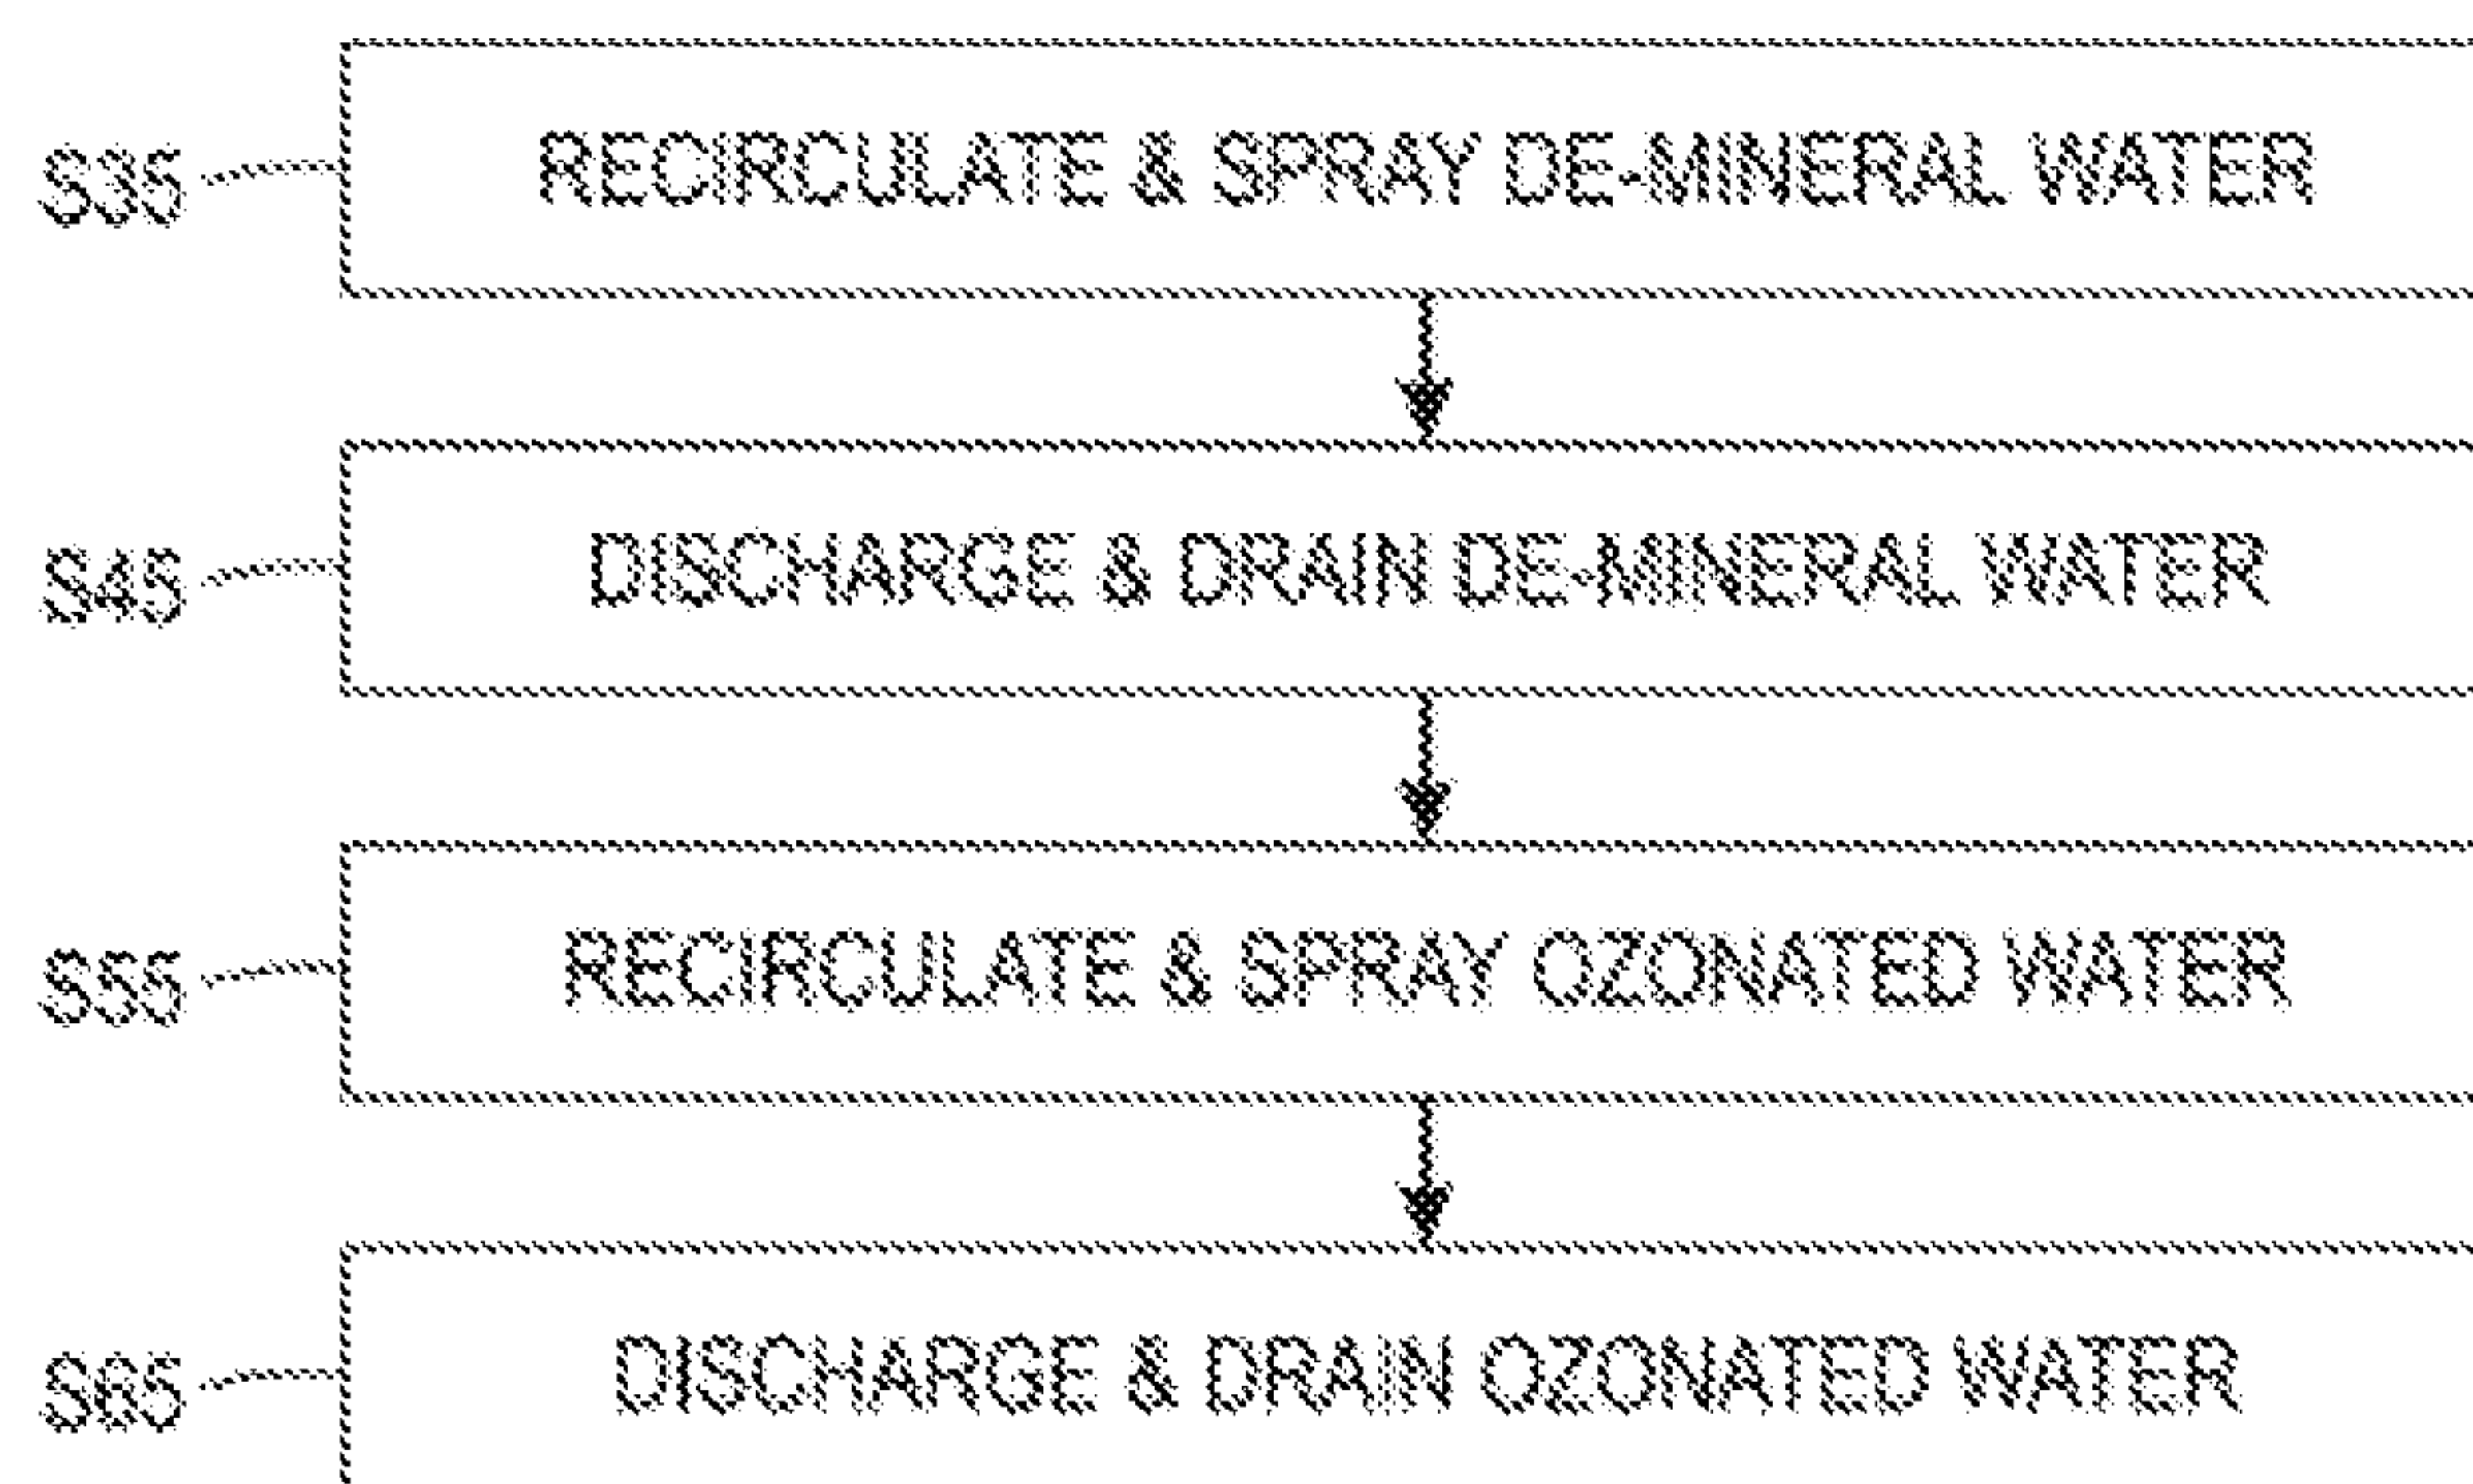 S35 RECIRCULATE & SPRAY DE-MINERAL WATER
S45 DISCHARGE & DRAIN DE-MINERAL WATER
S55 RECIRCULATE & SPRAY OZONATED WATER
S65 DISCHARGE & DRAIN OZONATED WATER